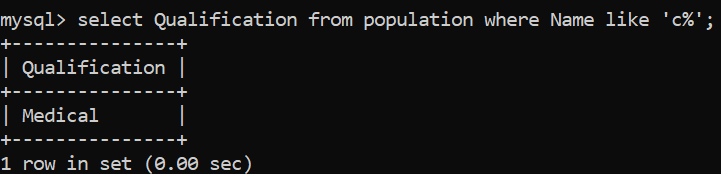 mysql> select Qualification from population where Name like 'c%';
+---------------+
| Qualification |
+---------------+
| Medical       |
+---------------+
1 row in set (0.00 sec)